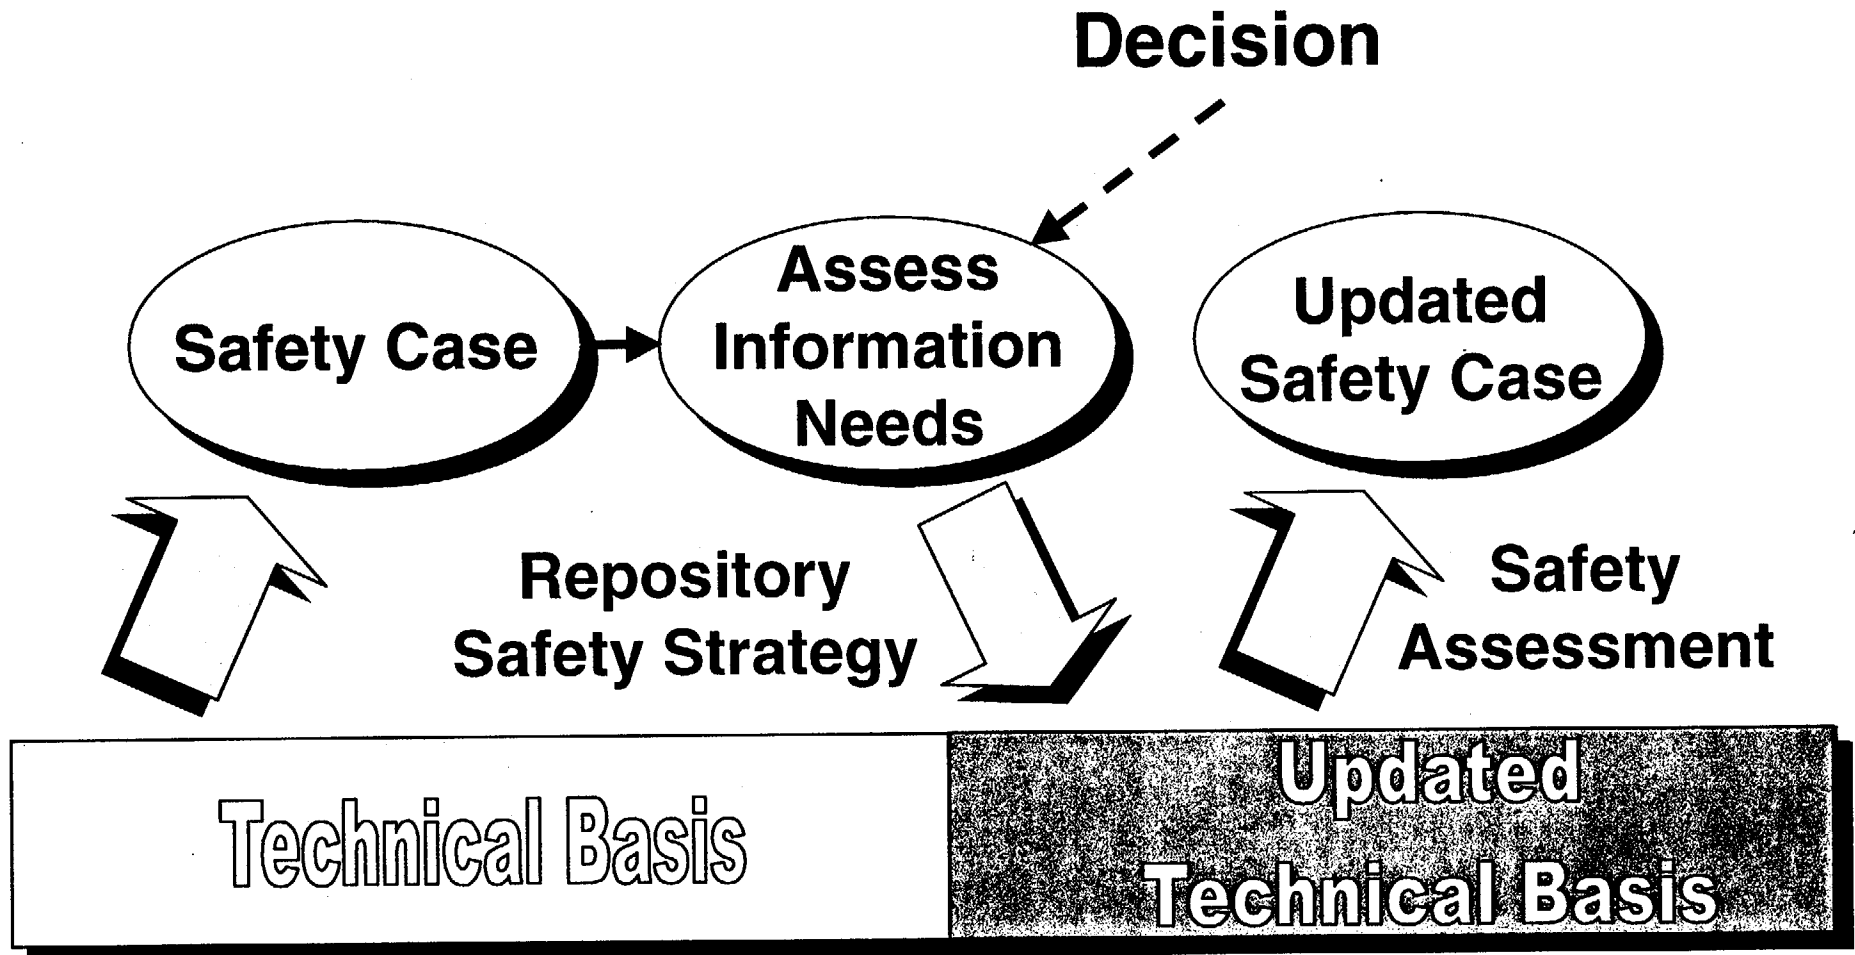 Decision
Safety Case
Assess
Information
Needs
Updated
Safety Case
Repository
Safety Strategy
Safety
Assessment
Technical Basis
Updated
Technical Basis